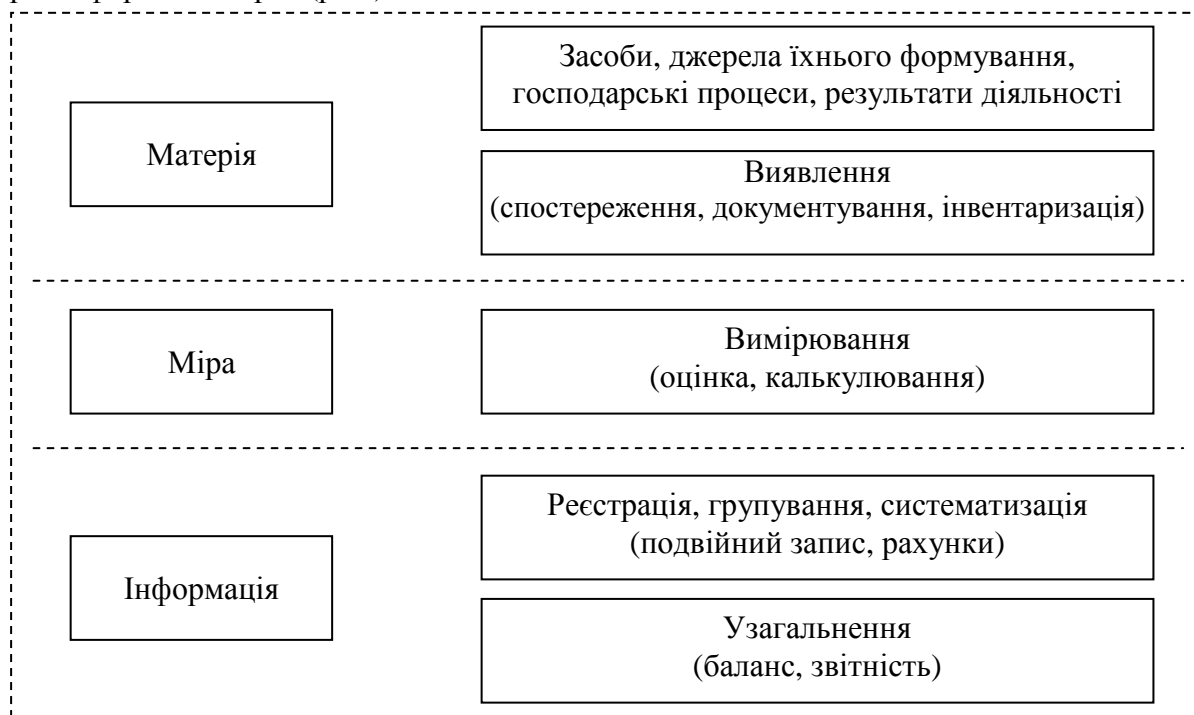 Засоби, джерела їхнього формування,
господарські процеси, результати діяльності
Матерія
Виявлення
(спостереження, документування, інвентаризація)
Міра
Вимірювання
(оцінка, калькулювання)
Реєстрація, групування, систематизація
(подвійний запис, рахунки)
Інформація
Узагальнення
(баланс, звітність)